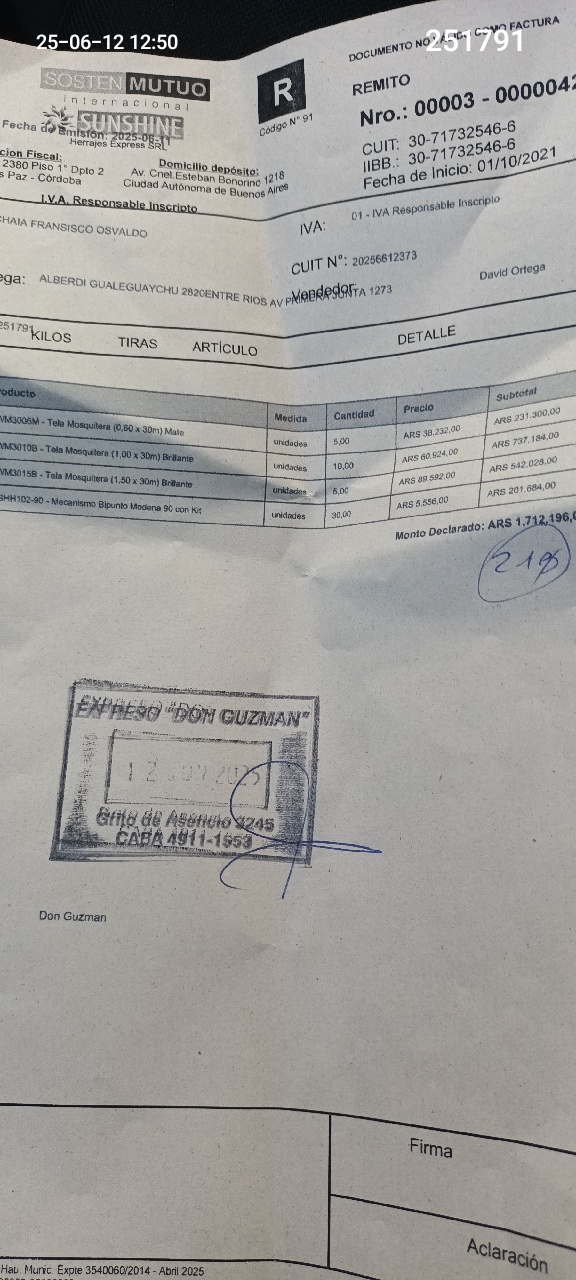 25-06-12 12:50
251791
DOCUMENTO NO VÁLIDO COMO FACTURA
SOSTEN MUTUO
internacional
SUNSHINE
R
Código N° 91
REMITO
Nro.: 00003 - 0000042
Fecha de Emisión: 2025-06-11
Herrajes Express SRL
CUIT: 30-71732546-6
IIBB.: 30-71732546-6
Fecha de Inicio: 01/10/2021
cion Fiscal:
2380 Piso 1° Dpto 2
s Paz - Córdoba
Domicilio depósito:
Av. Cnel.Esteban Bonorino 1218
Ciudad Autónoma de Buenos Aires
I.V.A. Responsable Inscripto
CHAIA FRANSISCO OSVALDO
IVA: 01 - IVA Responsable Inscripto
CUIT N°: 20256612373
ega: ALBERDI GUALEGUAYCHU 2820ENTRE RIOS AV PRIMERA JUNTA 1273
Vendedor: David Ortega
251791
KILOS TIRAS ARTÍCULO DETALLE
roducto Medida Cantidad Precio Subtotal
VM3006M - Tela Mosquitera (0,60 x 30m) Mate unidades 5,00 ARS 38.232,00 ARS 231.300,00
VM3010B - Tela Mosquitera (1,00 x 30m) Brillante unidades 10,00 ARS 60.924,00 ARS 737.184,00
VM3015B - Tela Mosquitera (1,50 x 30m) Brillante unidades 5,00 ARS 89.592,00 ARS 542.028,00
SHH102-90 - Mecanismo Bipunto Modena 90 con Kit unidades 30,00 ARS 5.556,00 ARS 201.684,00
Monto Declarado: ARS 1.712.196,0
EXPRESO "DON GUZMAN"
12 2025
Grito de Asencio 3245
CABA 4911-1553
Don Guzman
Firma
Aclaración
Hab. Munic. Expte 3540060/2014 - Abril 2025